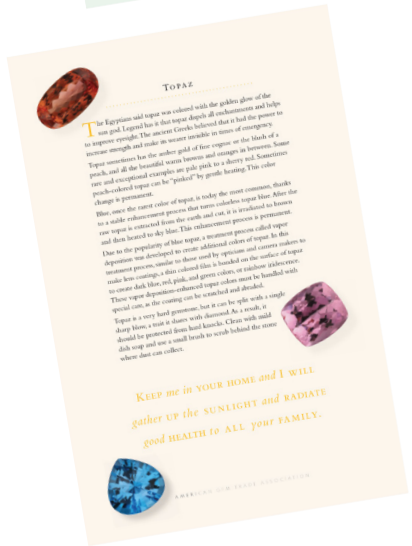 TOPAZ
The Egyptians said topaz was colored with the golden glow of the
sun god. Legend has it that topaz dispels all enchantments and helps
to improve eyesight. The ancient Greeks believed that it had the power to
increase strength and make its wearer invisible in times of emergency.
Topaz sometimes has the amber gold of fine cognac or the blush of a
peach, and all the beautiful warm browns and oranges in between. Some
rare and exceptional examples are pale pink to a sherry red. Sometimes
peach-colored topaz can be "pinked" by gentle heating. This color
change is permanent.
Blue, once the rarest color of topaz, is today the most common, thanks
to a stable enhancement process that turns colorless topaz blue. After the
raw topaz is extracted from the earth and cut, it is irradiated to brown
and then heated to sky blue. This enhancement process is permanent.
Due to the popularity of blue topaz, a treatment process called vapor
deposition was developed to create additional colors of topaz. In this
treatment process, similar to those used by opticians and camera makers to
make lens coatings, a thin colored film is bonded on the surface of topaz
to create dark blue, red, pink, and green colors, or rainbow iridescence.
These vapor deposition-enhanced topaz colors must be handled with
special care, as the coating can be scratched and abraded.
Topaz is a very hard gemstone, but it can be split with a single
sharp blow, a trait it shares with diamond. As a result, it
should be protected from hard knocks. Clean with mild
dish soap and use a small brush to scrub behind the stone
where dust can collect.
KEEP me in YOUR HOME and I WILL
gather UP the SUNLIGHT and RADIATE
good HEALTH to ALL your FAMILY.
AMERICAN GEM TRADE ASSOCIATION